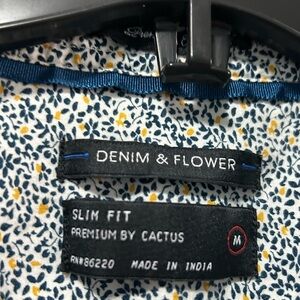 DENIM & FLOWER
SLIM FIT
PREMIUM BY CACTUS
M
RN#86220 MADE IN INDIA